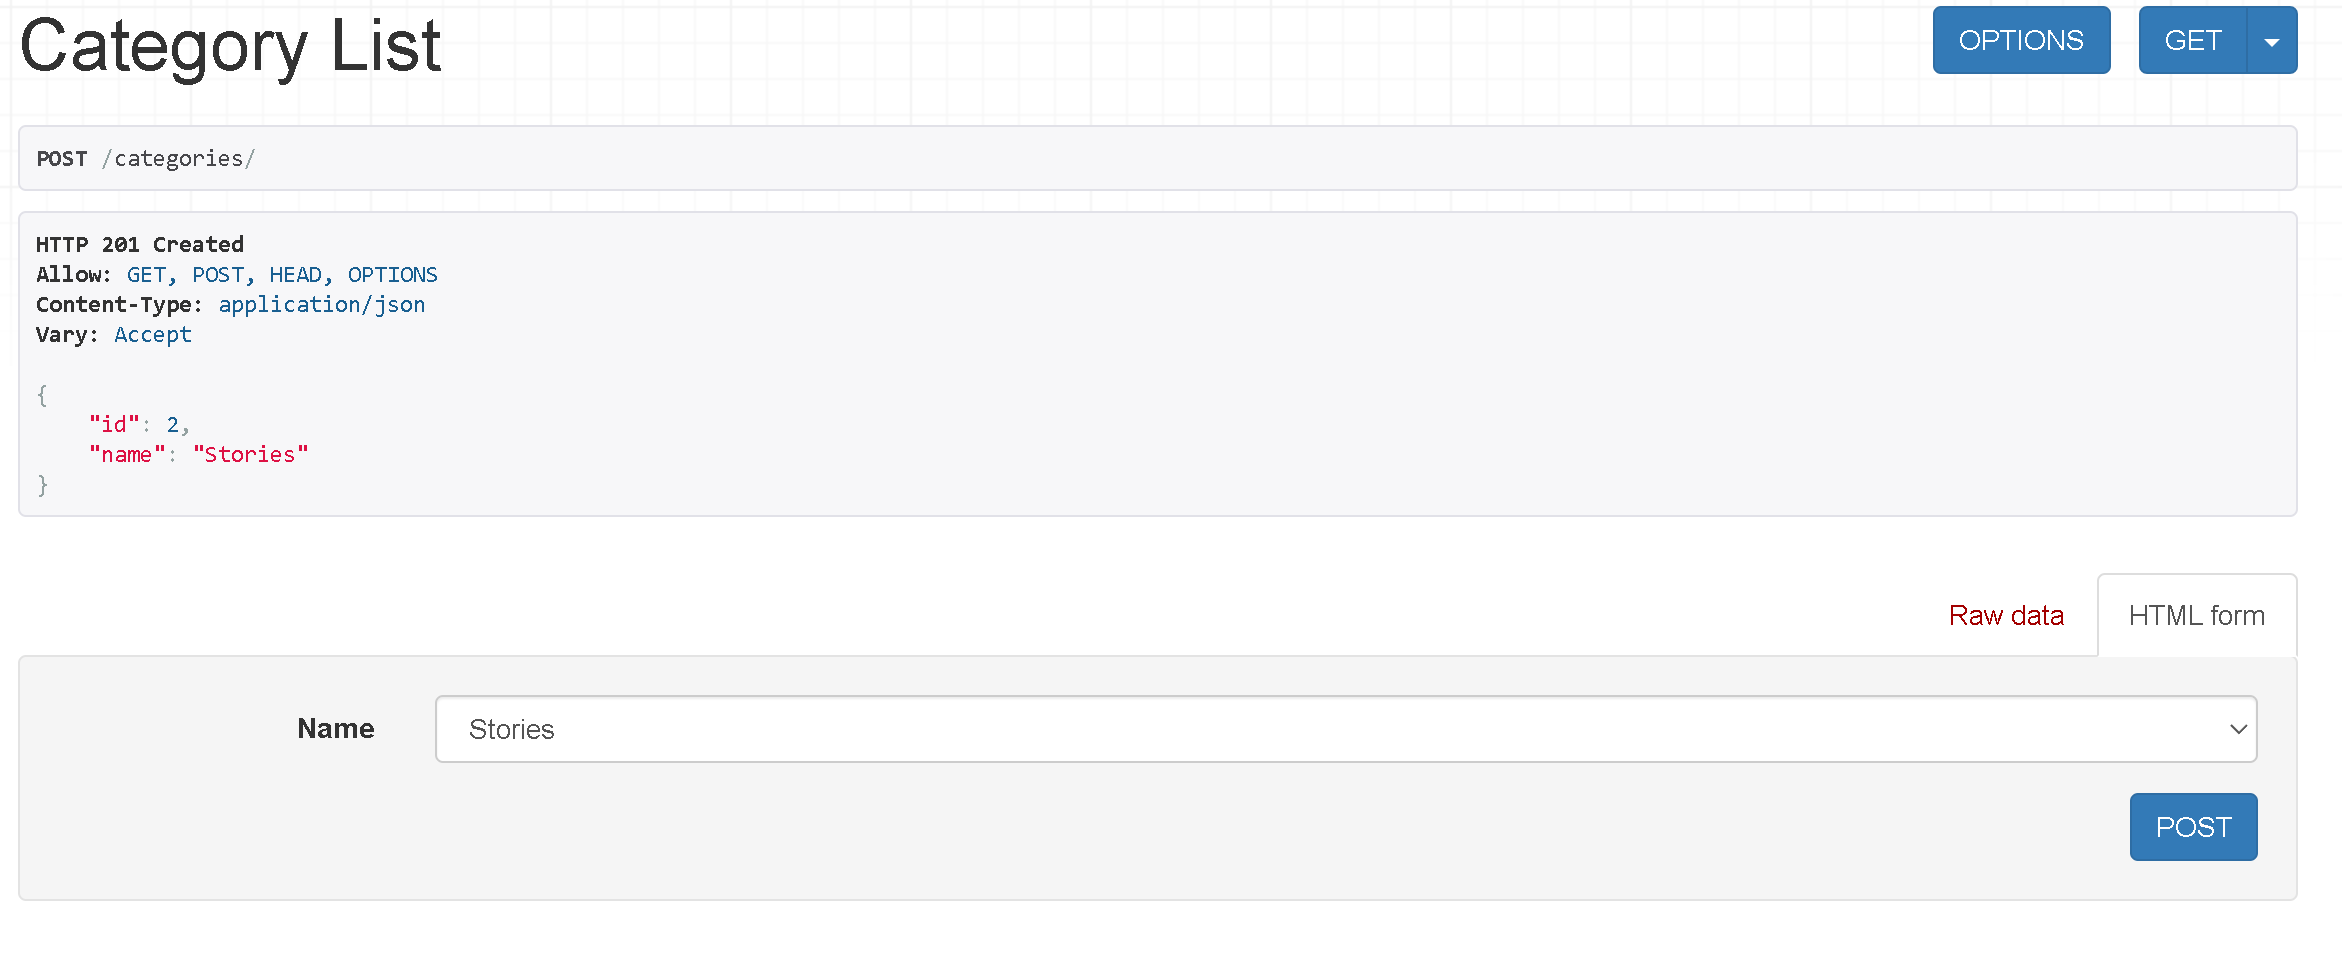 Category List
OPTIONS
GET
POST /categories/
HTTP 201 Created
Allow: GET, POST, HEAD, OPTIONS
Content-Type: application/json
Vary: Accept
{
    "id": 2,
    "name": "Stories"
}
Raw data
HTML form
Name
Stories
POST